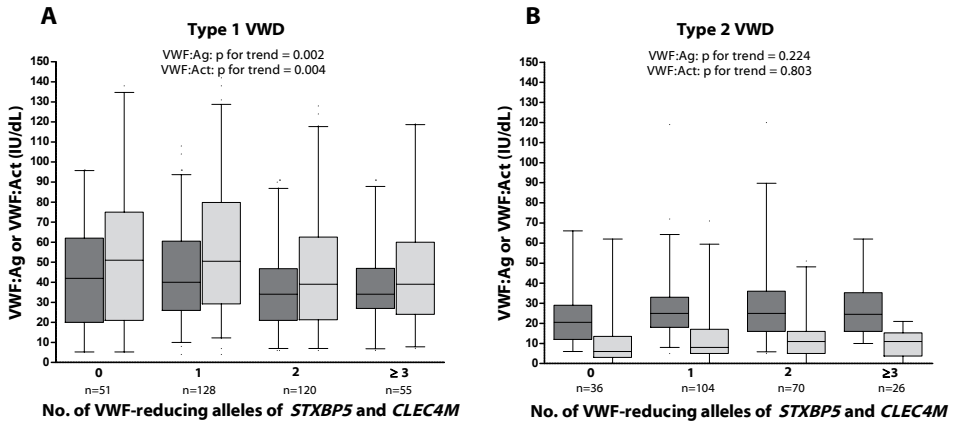 A
Type 1 VWD
VWF:Ag: p for trend = 0.002
VWF:Act: p for trend = 0.004
VWF:Ag or VWF:Act (IU/dL)
150
140
130
120
110
100
90
80
70
60
50
40
30
20
10
0
0 1 2 ≥ 3
n=51 n=128 n=120 n=55
No. of VWF-reducing alleles of STXBP5 and CLEC4M
B
Type 2 VWD
VWF:Ag: p for trend = 0.224
VWF:Act: p for trend = 0.803
VWF:Ag or VWF:Act (IU/dL)
150
140
130
120
110
100
90
80
70
60
50
40
30
20
10
0
0 1 2 ≥3
n=36 n=104 n=70 n=26
No. of VWF-reducing alleles of STXBP5 and CLEC4M